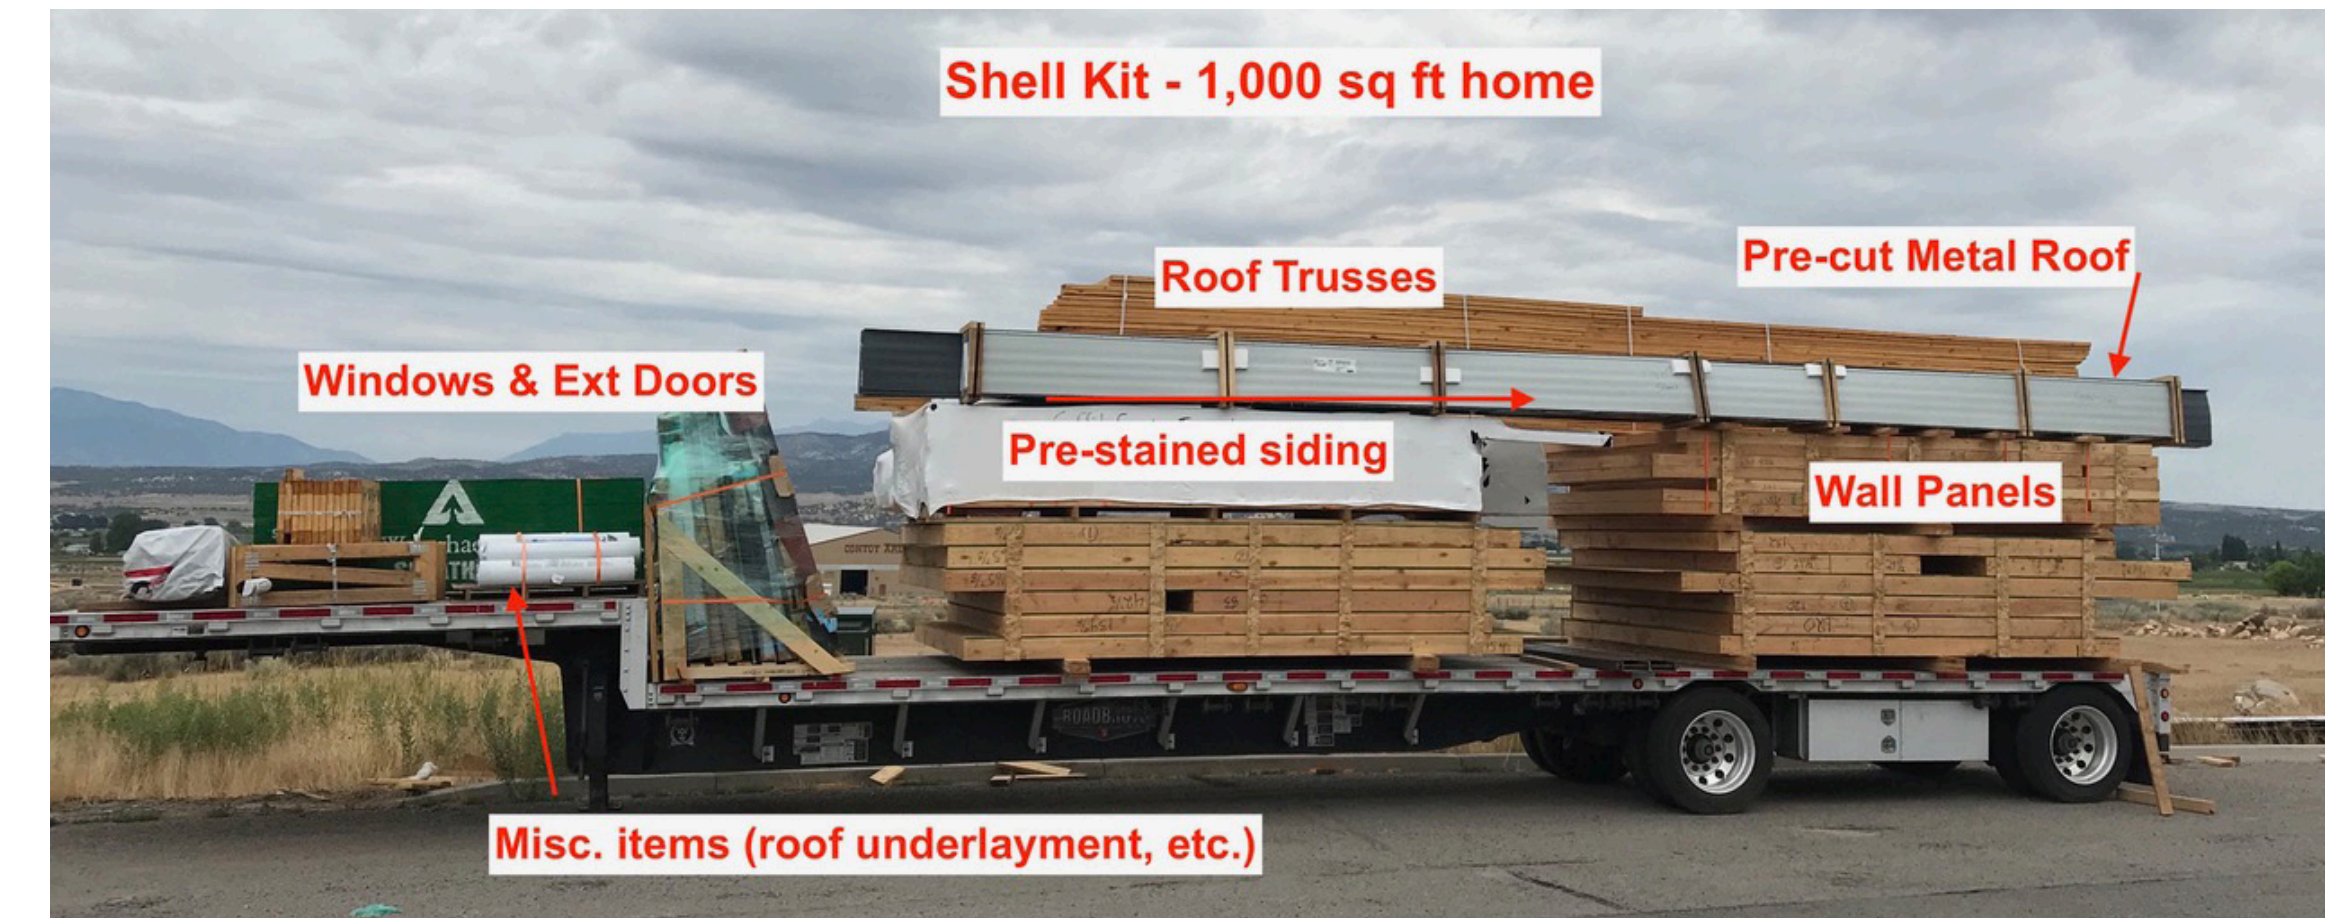 Shell Kit - 1,000 sq ft home
Roof Trusses
Pre-cut Metal Roof
Windows & Ext Doors
Pre-stained siding
Wall Panels
Misc. items (roof underlayment, etc.)